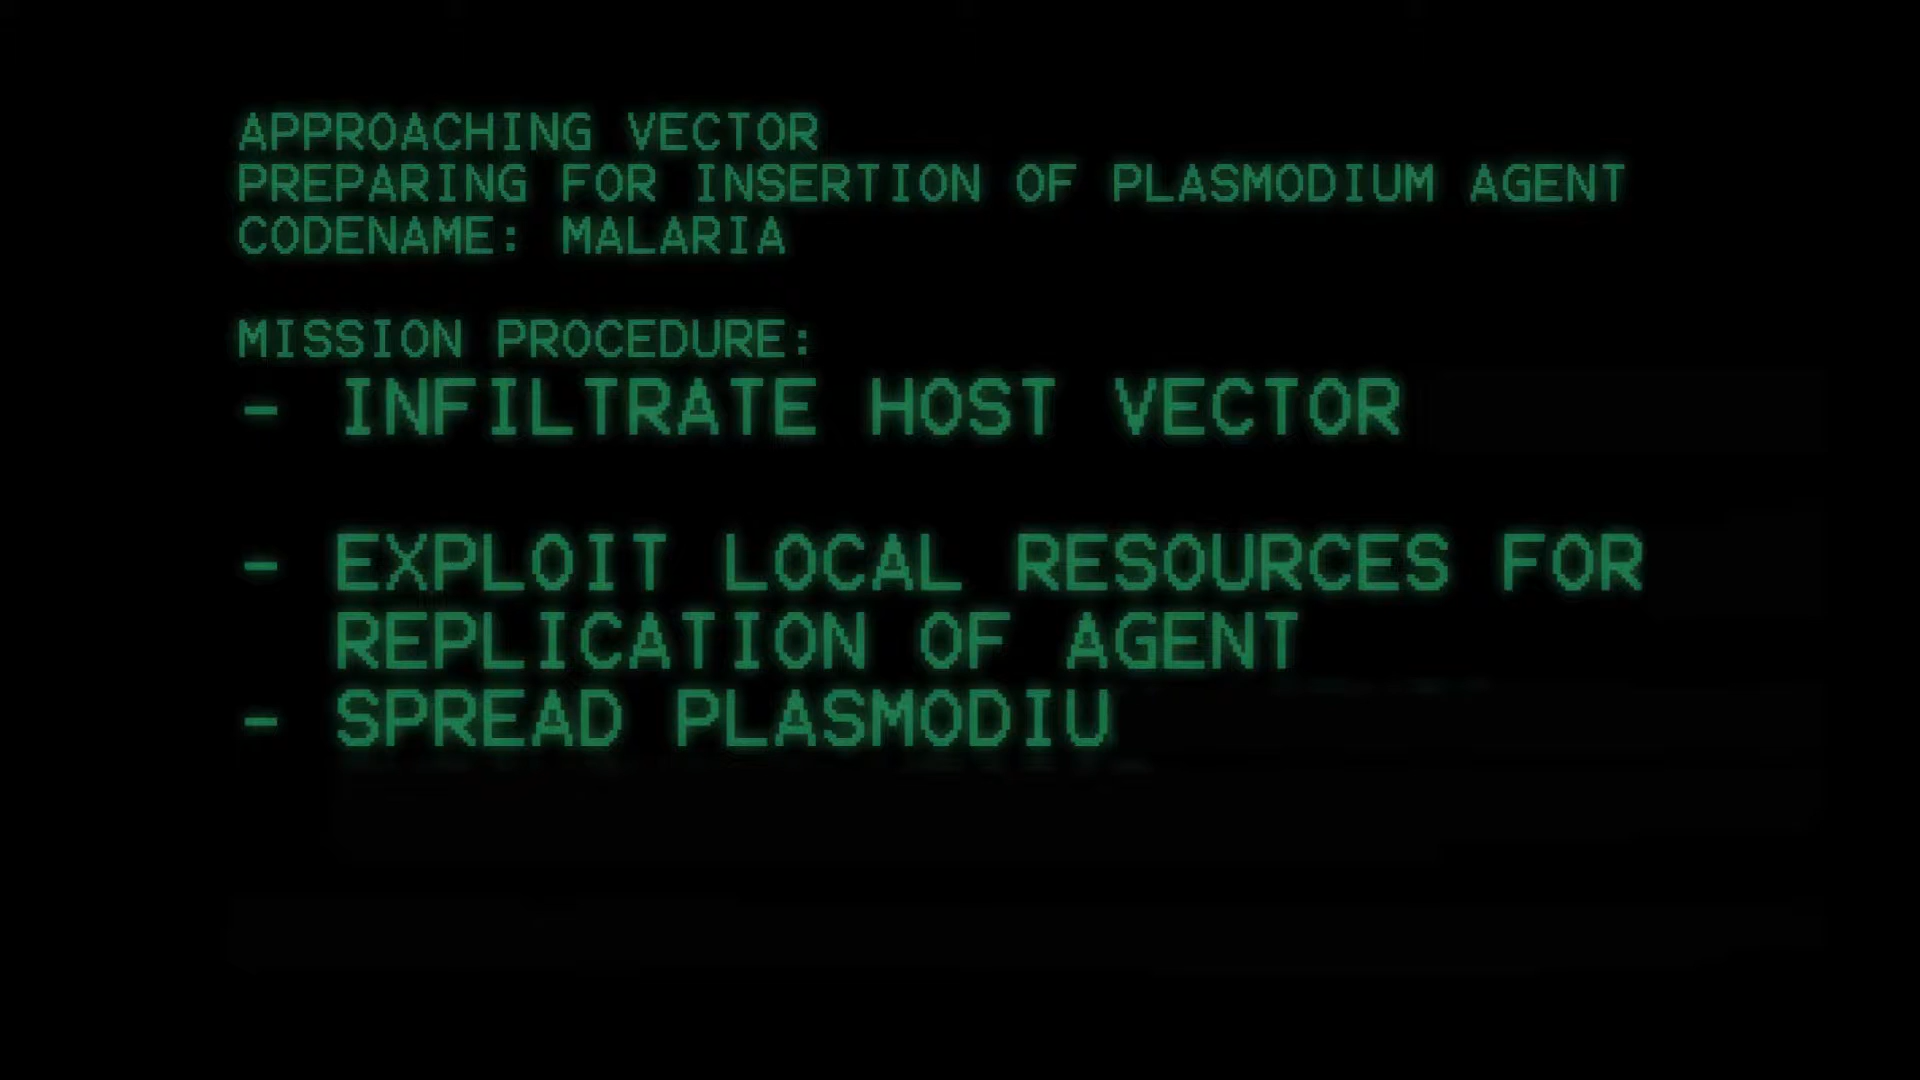 APPROACHING VECTOR
PREPARING FOR INSERTION OF PLASMODIUM AGENT
CODENAME: MALARIA
MISSION PROCEDURE:
- INFILTRATE HOST VECTOR
- EXPLOIT LOCAL RESOURCES FOR
REPLICATION OF AGENT
- SPREAD PLASMODIU